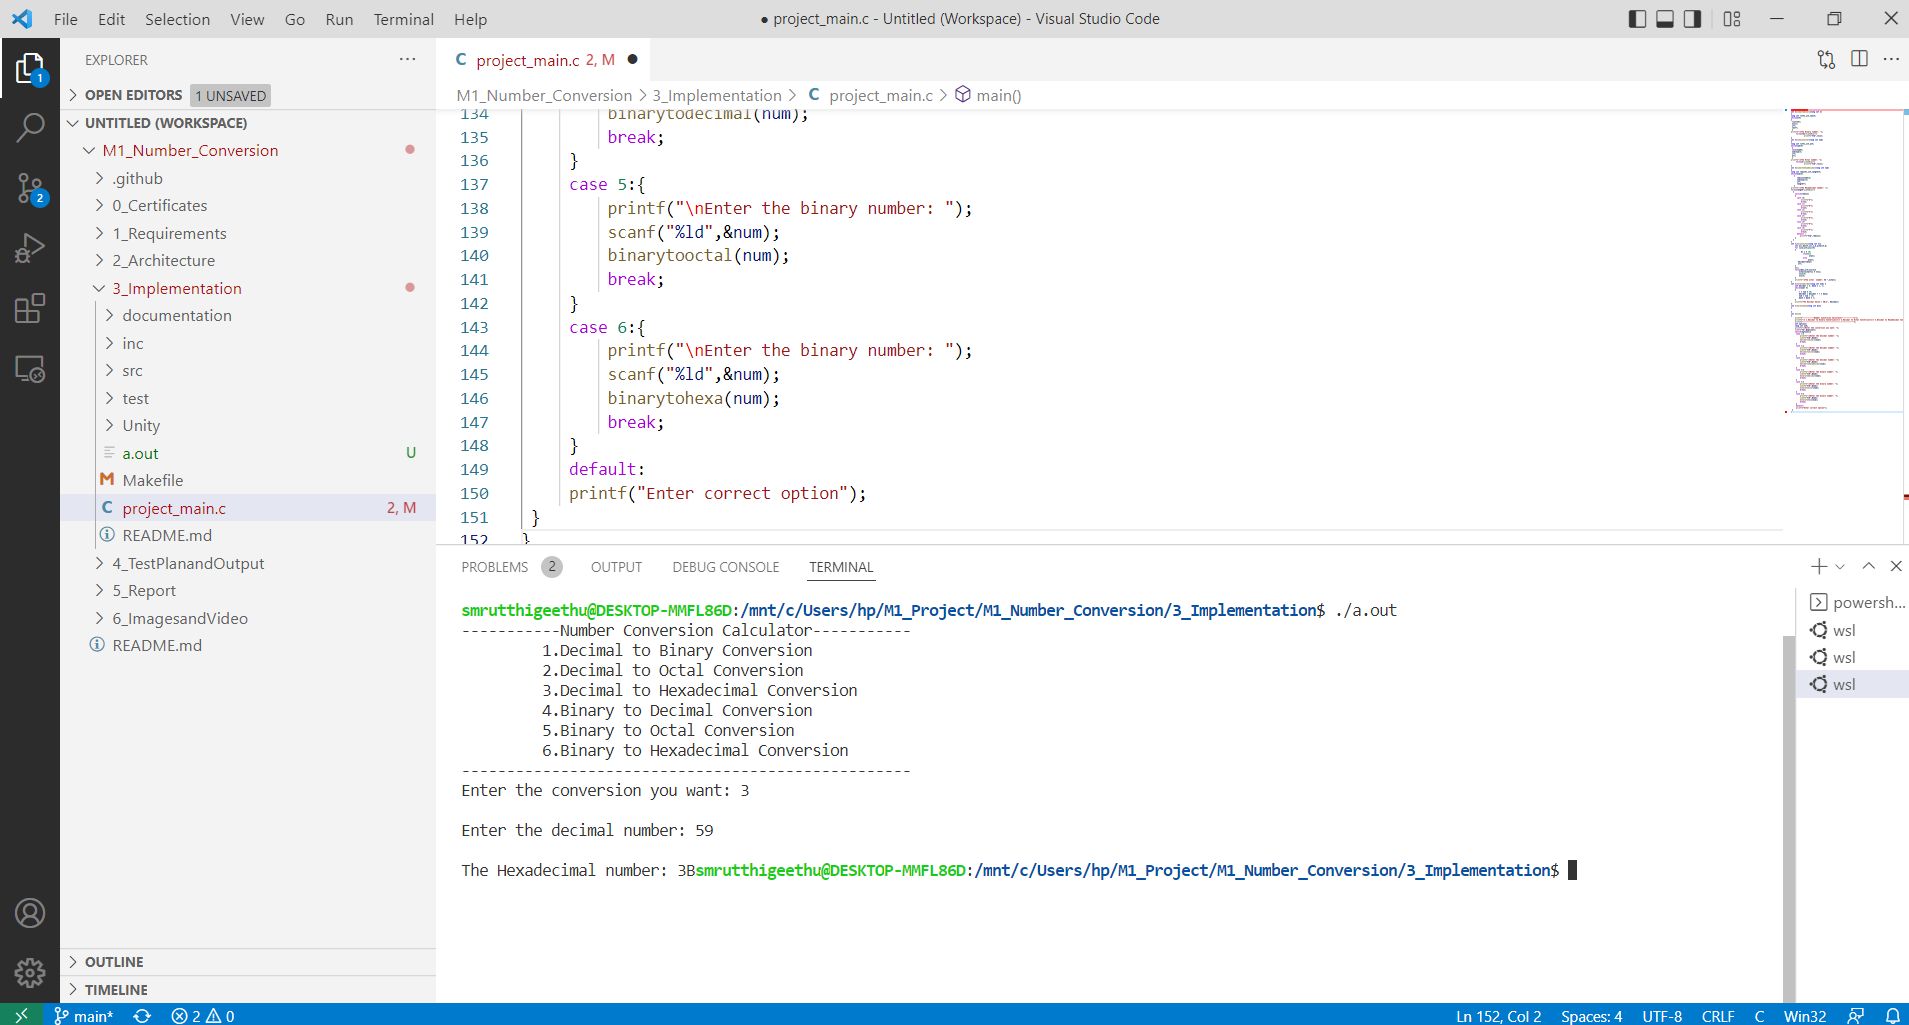 File Edit Selection View Go Run Terminal Help
● project_main.c - Untitled (Workspace) - Visual Studio Code
EXPLORER ···
OPEN EDITORS 1 UNSAVED
UNTITLED (WORKSPACE)
M1_Number_Conversion
.github
0_Certificates
1_Requirements
2_Architecture
3_Implementation
documentation
inc
src
test
Unity
a.out U
Makefile
C project_main.c 2, M
README.md
4_TestPlanandOutput
5_Report
6_ImagesandVideo
README.md
OUTLINE
TIMELINE
1
2
C project_main.c 2, M ●
M1_Number_Conversion > 3_Implementation > C project_main.c > main()
134 binarytodecimal(num);
135 break;
136 }
137 case 5:{
138 printf("\nEnter the binary number: ");
139 scanf("%ld",&num);
140 binarytooctal(num);
141 break;
142 }
143 case 6:{
144 printf("\nEnter the binary number: ");
145 scanf("%ld",&num);
146 binarytohexa(num);
147 break;
148 }
149 default:
150 printf("Enter correct option");
151 }
152 }
PROBLEMS 2 OUTPUT DEBUG CONSOLE TERMINAL
smrutthigeethu@DESKTOP-MMFL86D:/mnt/c/Users/hp/M1_Project/M1_Number_Conversion/3_Implementation$ ./a.out
-----------Number Conversion Calculator-----------
1.Decimal to Binary Conversion
2.Decimal to Octal Conversion
3.Decimal to Hexadecimal Conversion
4.Binary to Decimal Conversion
5.Binary to Octal Conversion
6.Binary to Hexadecimal Conversion
--------------------------------------------------
Enter the conversion you want: 3
Enter the decimal number: 59
The Hexadecimal number: 3Bsmrutthigeethu@DESKTOP-MMFL86D:/mnt/c/Users/hp/M1_Project/M1_Number_Conversion/3_Implementation$
powersh...
wsl
wsl
wsl
main* 2 0 Ln 152, Col 2 Spaces: 4 UTF-8 CRLF C Win32